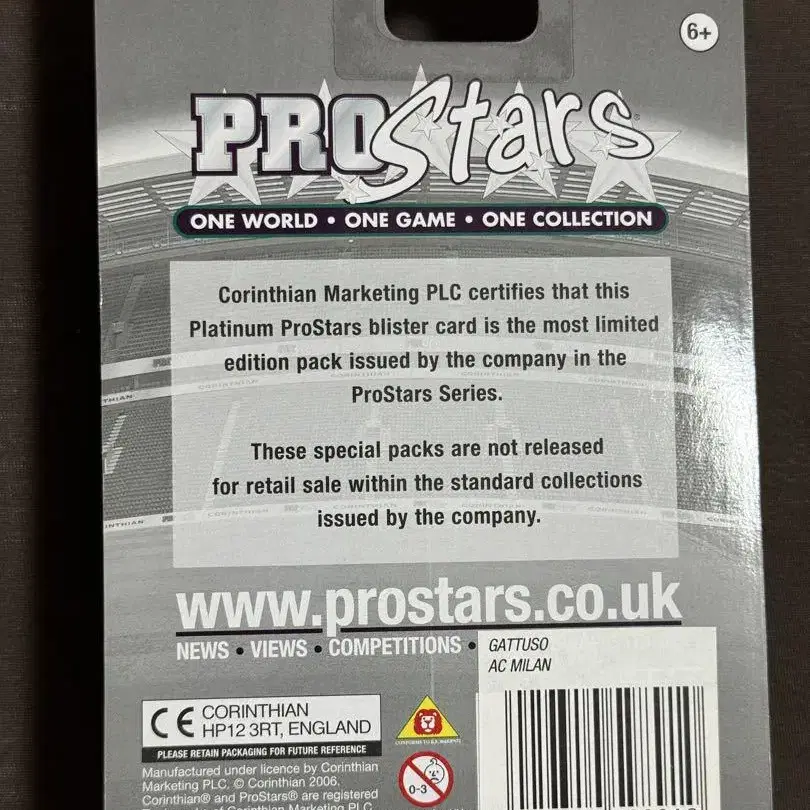 6+
PROStars
ONE WORLD • ONE GAME • ONE COLLECTION
Corinthian Marketing PLC certifies that this
Platinum ProStars blister card is the most limited
edition pack issued by the company in the
ProStars Series.
These special packs are not released
for retail sale within the standard collections
issued by the company.
www.prostars.co.uk
NEWS • VIEWS • COMPETITIONS •
GATTUSO
AC MILAN
CE CORINTHIAN
HP12 3RT, ENGLAND
PLEASE RETAIN PACKAGING FOR FUTURE REFERENCE
Manufactured under licence by Corinthian
Marketing PLC. © Corinthian 2006.
Corinthian® and ProStars® are registered
Corinthian Marketing PLC
0-3